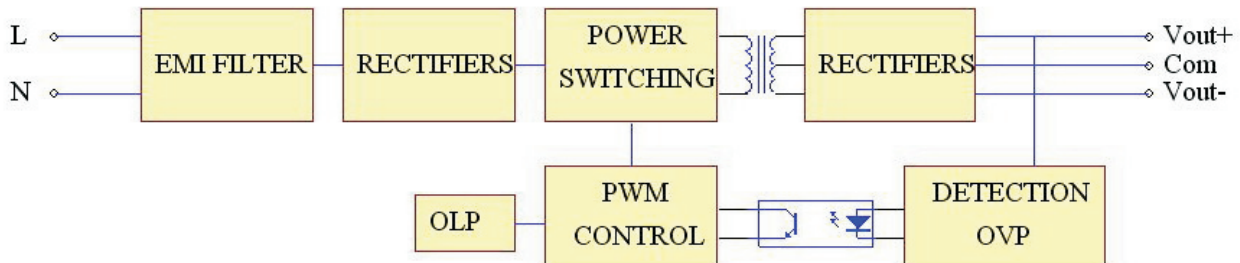 L
N
EMI FILTER
RECTIFIERS
POWER
SWITCHING
RECTIFIERS
Vout+
Com
Vout-
OLP
PWM
CONTROL
DETECTION
OVP